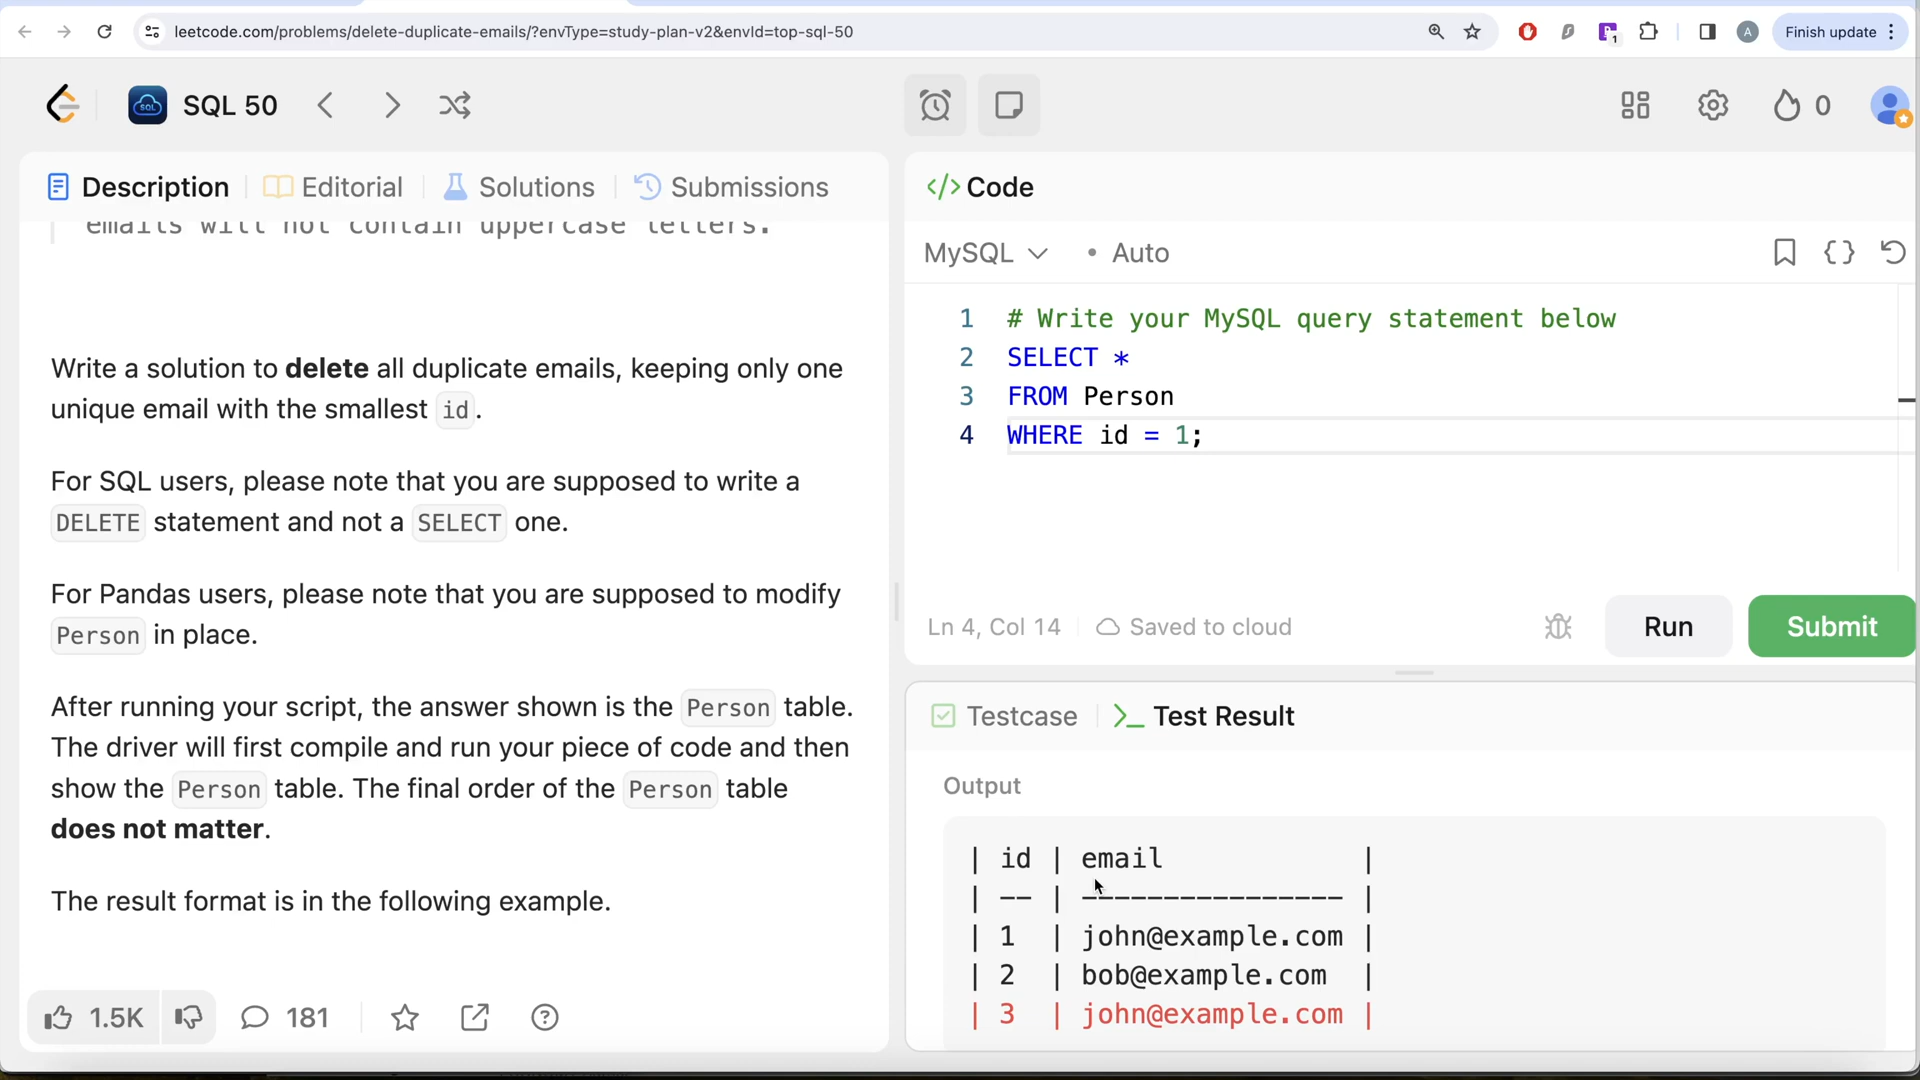 leetcode.com/problems/delete-duplicate-emails/?envType=study-plan-v2&envId=top-sql-50
1
A
Finish update
SQL
SQL 50
0
Description
Editorial
Solutions
Submissions
emails will not contain uppercase letters.
Write a solution to delete all duplicate emails, keeping only one
unique email with the smallest id.
For SQL users, please note that you are supposed to write a
DELETE statement and not a SELECT one.
For Pandas users, please note that you are supposed to modify
Person in place.
After running your script, the answer shown is the Person table.
The driver will first compile and run your piece of code and then
show the Person table. The final order of the Person table
does not matter.
The result format is in the following example.
1.5K
181
</> Code
MySQL
• Auto
1 # Write your MySQL query statement below
2 SELECT *
3 FROM Person
4 WHERE id = 1;
Ln 4, Col 14
Saved to cloud
Run
Submit
Testcase
>_ Test Result
Output
| id | email |
| -- | ---------------- |
| 1 | john@example.com |
| 2 | bob@example.com |
| 3 | john@example.com |